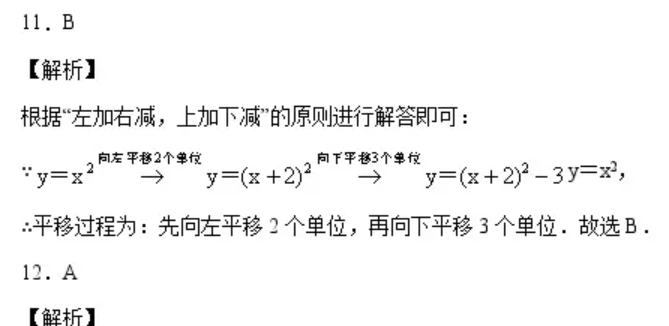 11．B
【解析】
根据“左加右减，上加下减”的原则进行解答即可：
∵y＝x² 向左平移2个单位→ y＝(x＋2)² 向下平移3个单位→ y＝(x＋2)²－3 y＝x²，
∴平移过程为：先向左平移 2 个单位，再向下平移 3 个单位．故选 B．
12．A
【解析】